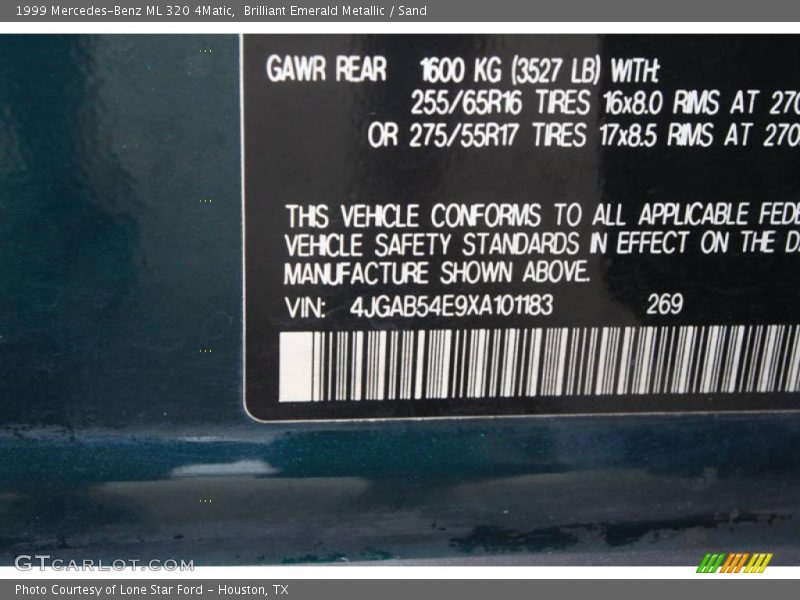 1999 Mercedes-Benz ML 320 4Matic, Brilliant Emerald Metallic / Sand
GAWR REAR 1600 KG (3527 LB) WITH:
255/65R16 TIRES 16x8.0 RIMS AT 270
OR 275/55R17 TIRES 17x8.5 RIMS AT 270
THIS VEHICLE CONFORMS TO ALL APPLICABLE FEDE
VEHICLE SAFETY STANDARDS IN EFFECT ON THE DA
MANUFACTURE SHOWN ABOVE.
VIN: 4JGAB54E9XA101183 269
GTcarlot.com
Photo Courtesy of Lone Star Ford - Houston, TX